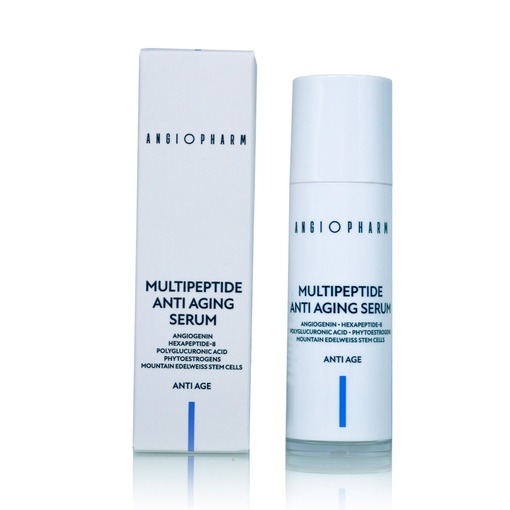 ANGIOPHARM
MULTIPEPTIDE
ANTI AGING
SERUM
ANGIOGENIN
HEXAPEPTIDE-8
POLYGLUCURONIC ACID
PHYTOESTROGENS
MOUNTAIN EDELWEISS STEM CELLS
ANTI AGE
ANGIOPHARM
MULTIPEPTIDE
ANTI AGING SERUM
ANGIOGENIN • HEXAPEPTIDE-8
POLYGLUCURONIC ACID • PHYTOESTROGENS
MOUNTAIN EDELWEISS STEM CELLS
ANTI AGE